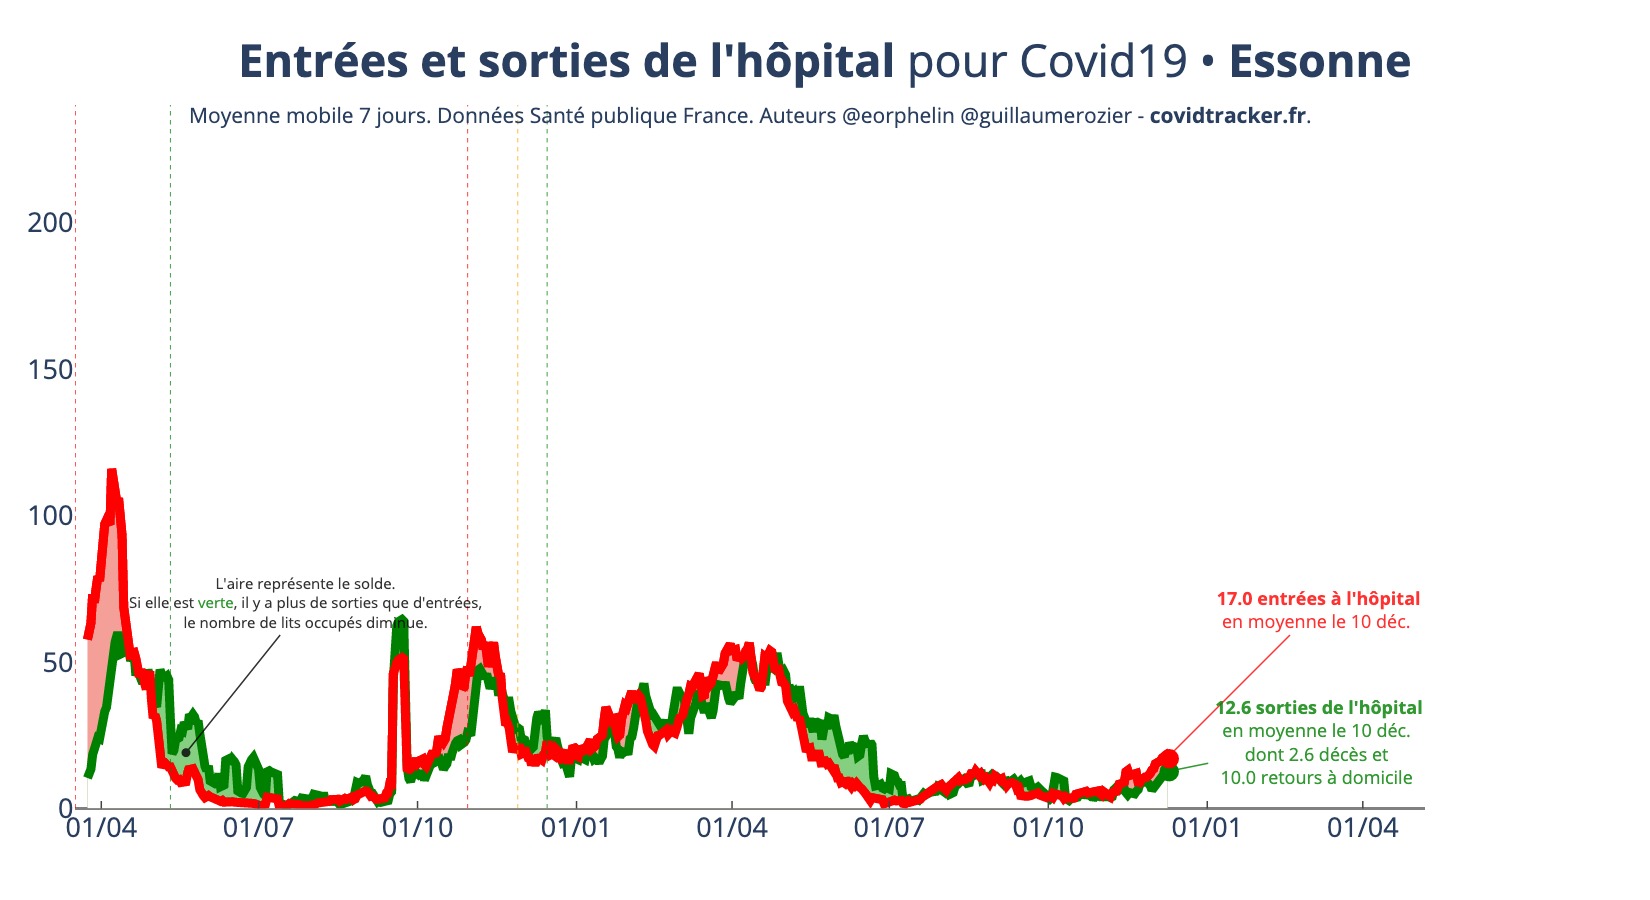 Entrées et sorties de l'hôpital pour Covid19 • Essonne
Moyenne mobile 7 jours. Données Santé publique France. Auteurs @eorphelin @guillaumerozier - covidtracker.fr.
200
150
100
50
0
L'aire représente le solde.
Si elle est verte, il y a plus de sorties que d'entrées,
le nombre de lits occupés diminue.
17.0 entrées à l'hôpital
en moyenne le 10 déc.
12.6 sorties de l'hôpital
en moyenne le 10 déc.
dont 2.6 décès et
10.0 retours à domicile
01/04 01/07 01/10 01/01 01/04 01/07 01/10 01/01 01/04